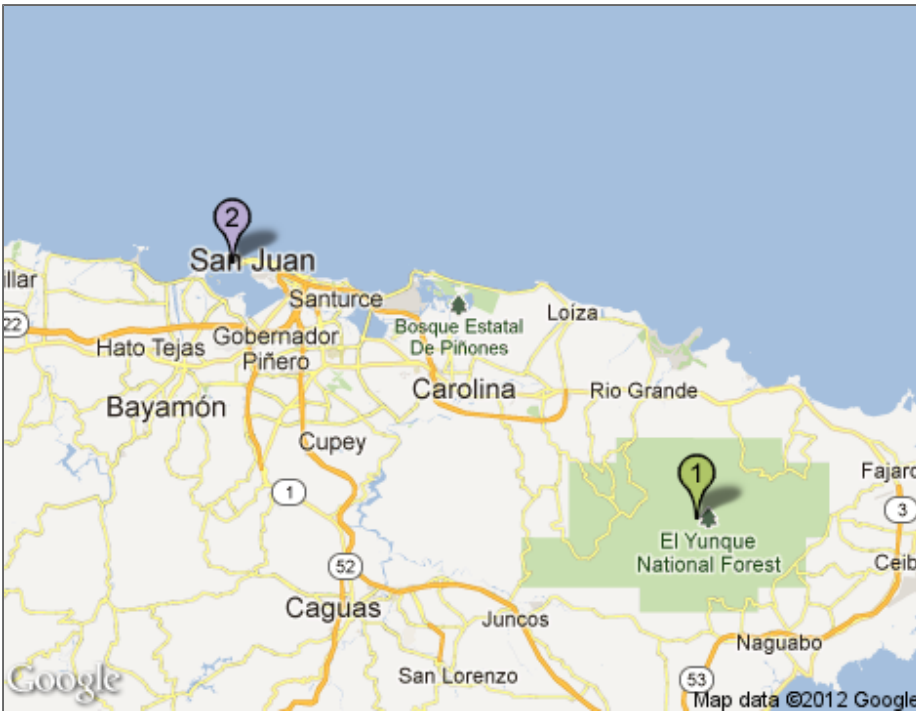 2
San Juan
illar
Santurce
Loiza
Bosque Estatal
De Piñones
22
Hato Tejas
Gobernador
Piñero
Carolina
Rio Grande
Bayamón
Cupey
1
1
Fajard
3
El Yunque
National Forest
52
Ceib
Caguas
Juncos
Naguabo
San Lorenzo
53
Google
Map data ©2012 Google